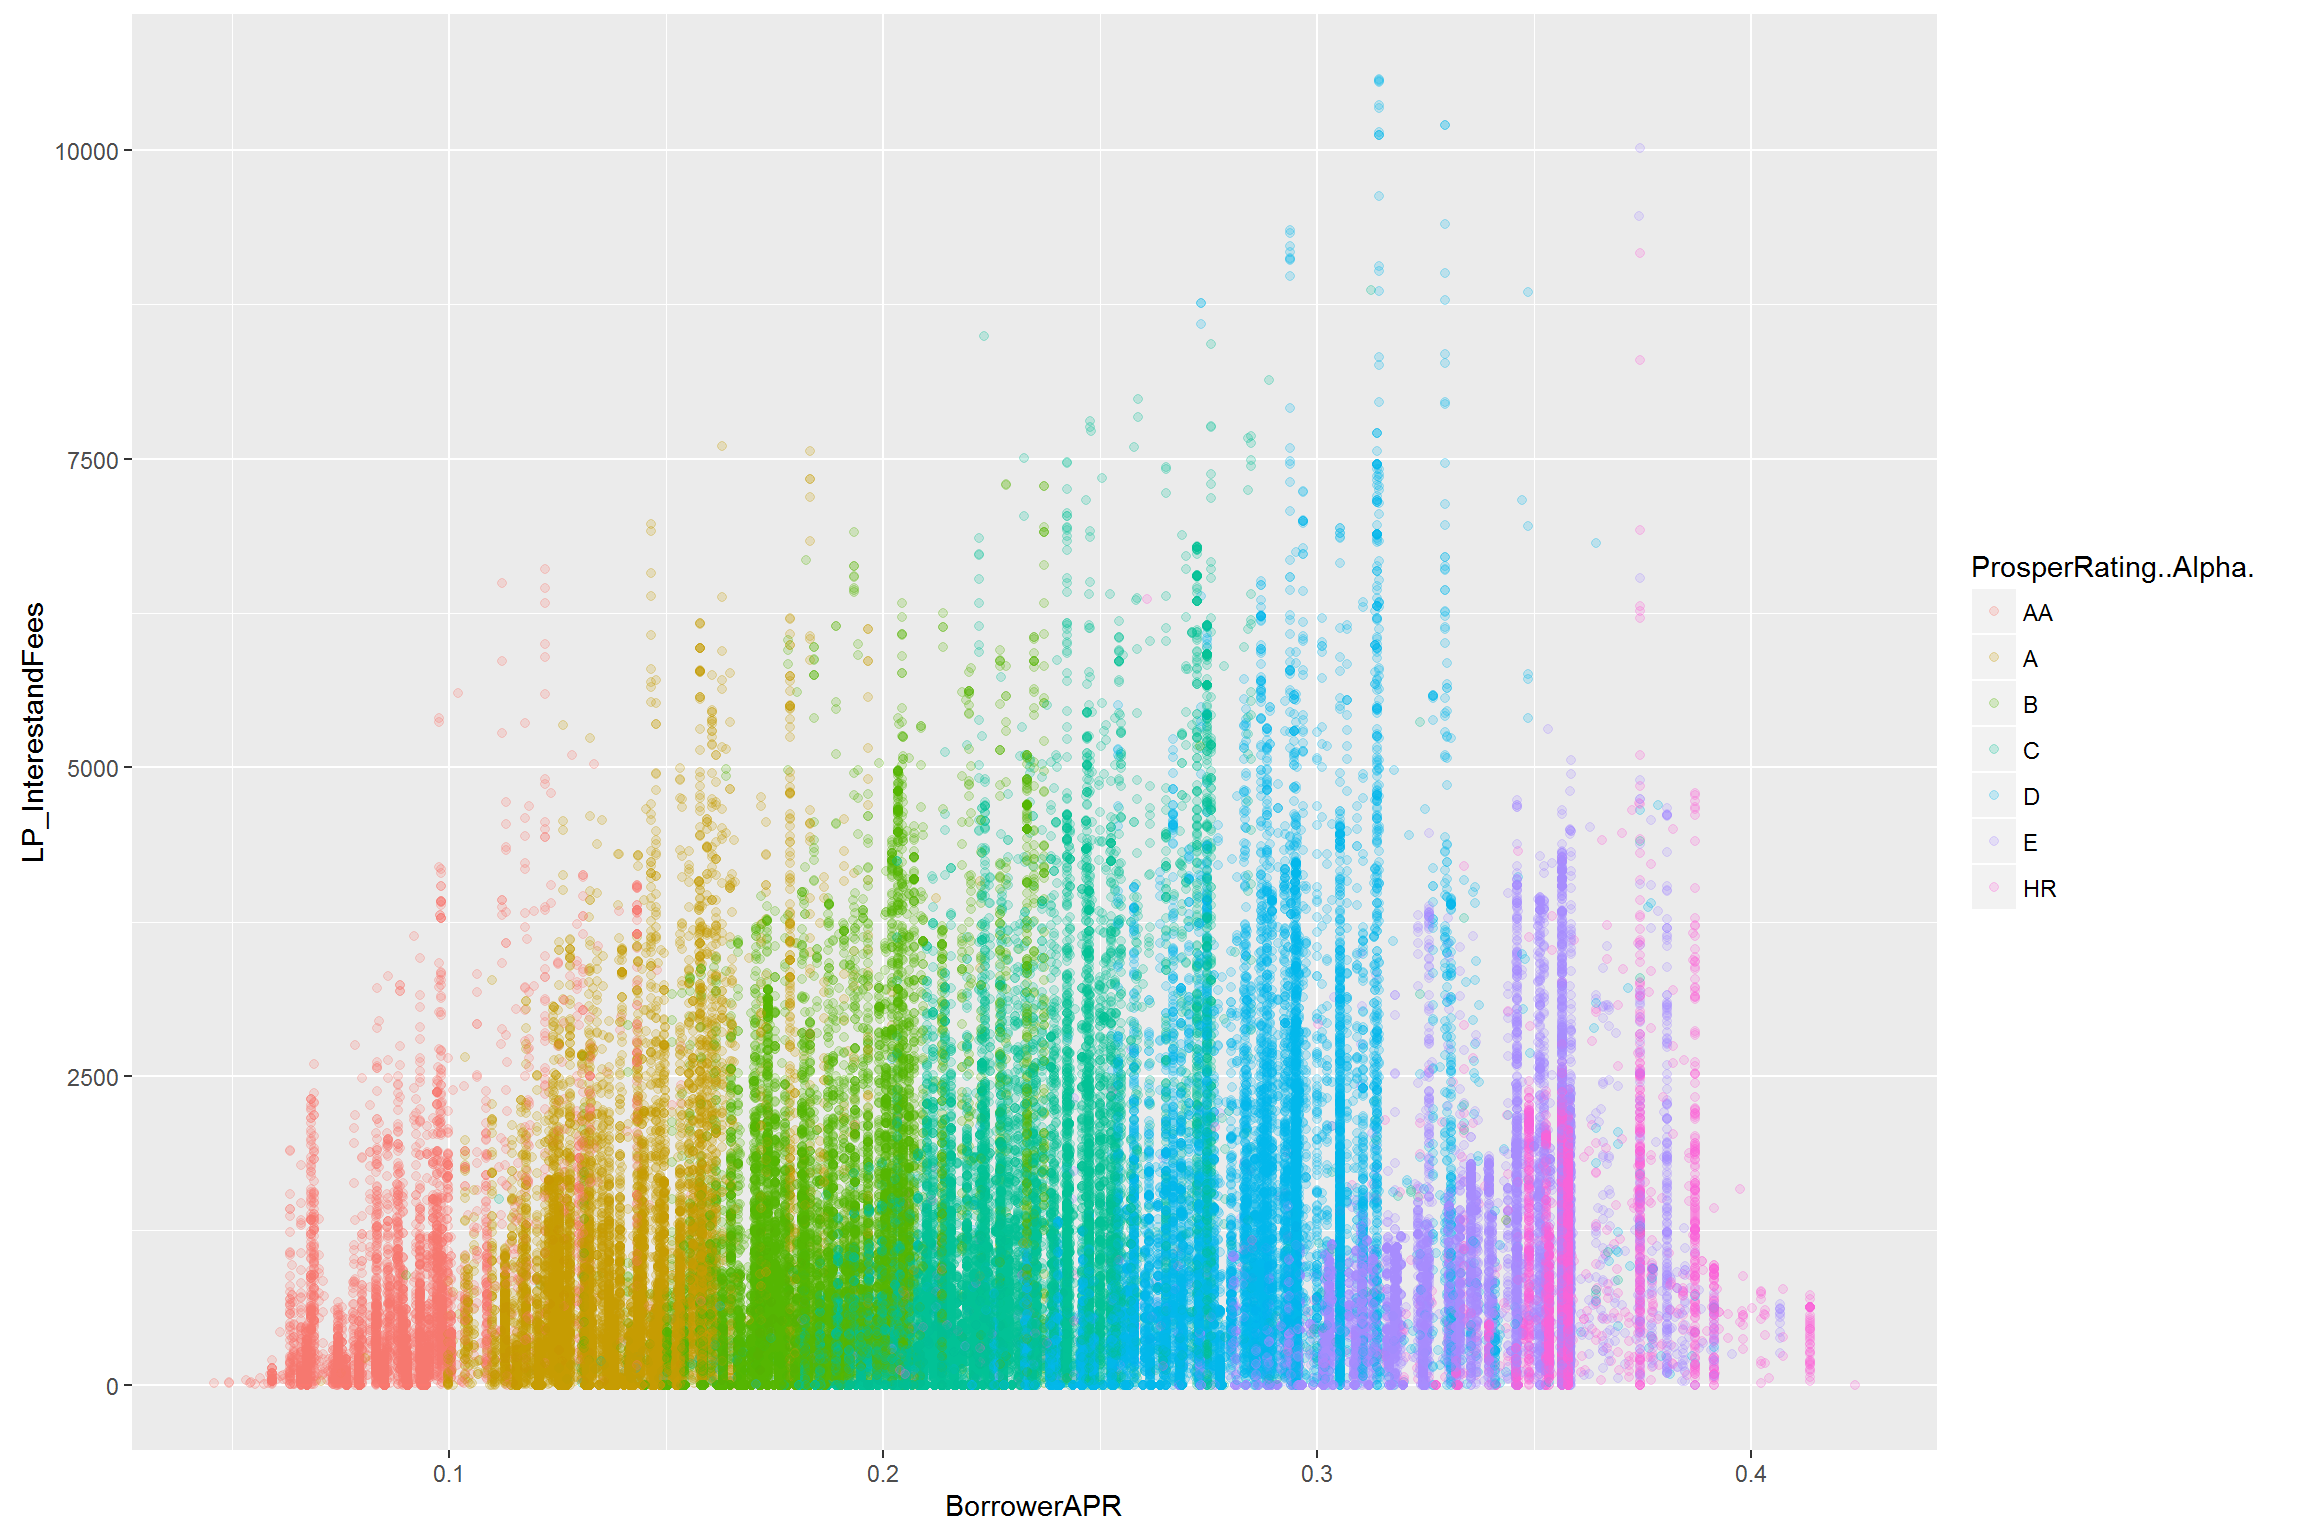 10000
7500
5000
2500
0
LP_InterestandFees
0.1
0.2
0.3
0.4
BorrowerAPR
ProsperRating..Alpha.
AA
A
B
C
D
E
HR